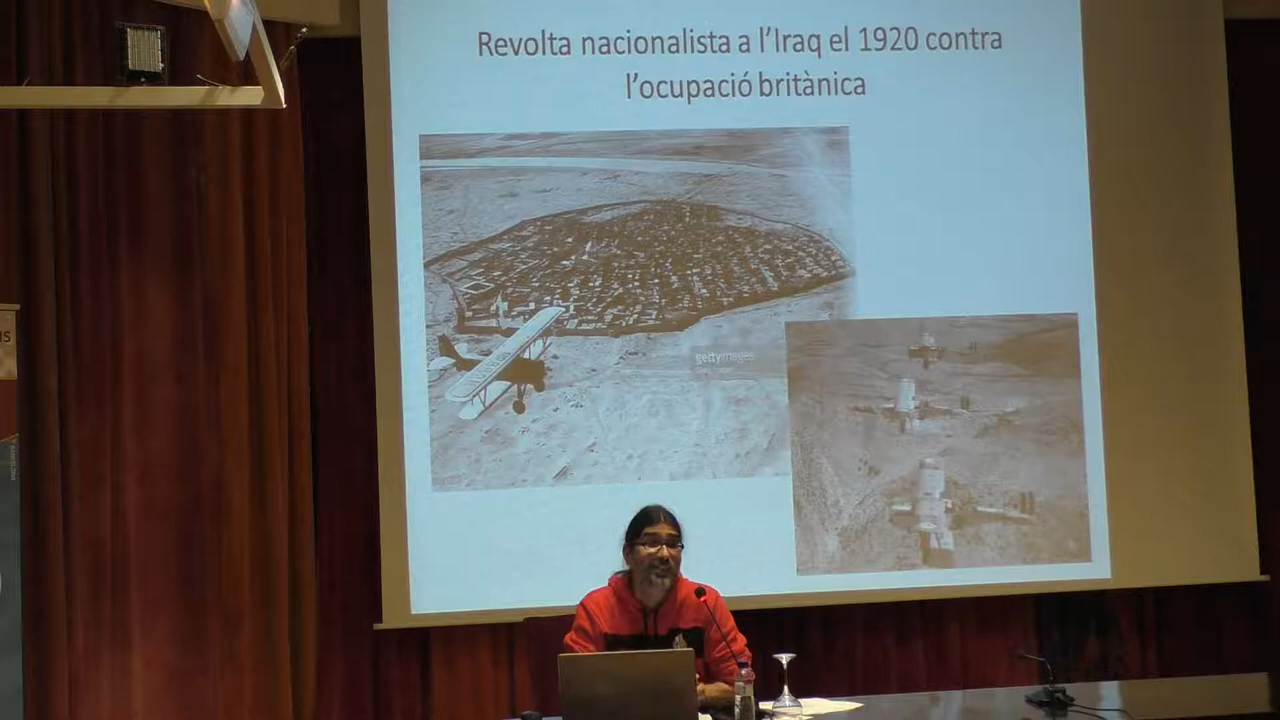 Revolta nacionalista a l'Iraq el 1920 contra
l'ocupació britànica
gettyimages